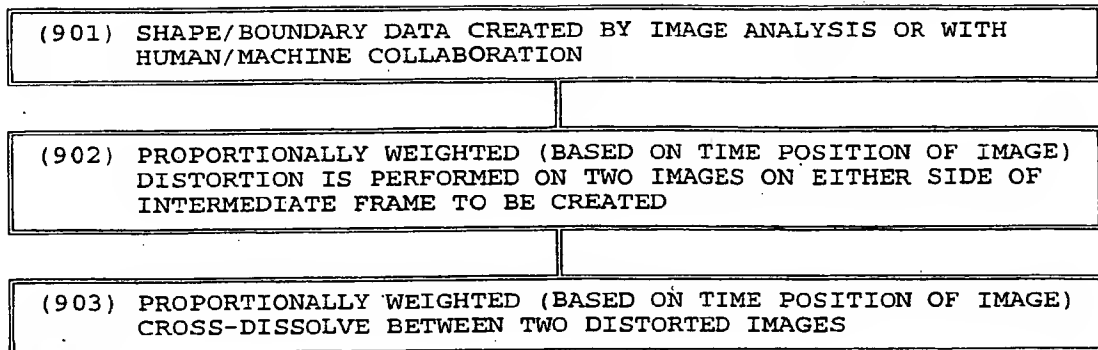 (901) SHAPE/BOUNDARY DATA CREATED BY IMAGE ANALYSIS OR WITH
HUMAN/MACHINE COLLABORATION
(902) PROPORTIONALLY WEIGHTED (BASED ON TIME POSITION OF IMAGE)
DISTORTION IS PERFORMED ON TWO IMAGES ON EITHER SIDE OF
INTERMEDIATE FRAME TO BE CREATED
(903) PROPORTIONALLY WEIGHTED (BASED ON TIME POSITION OF IMAGE)
CROSS-DISSOLVE BETWEEN TWO DISTORTED IMAGES